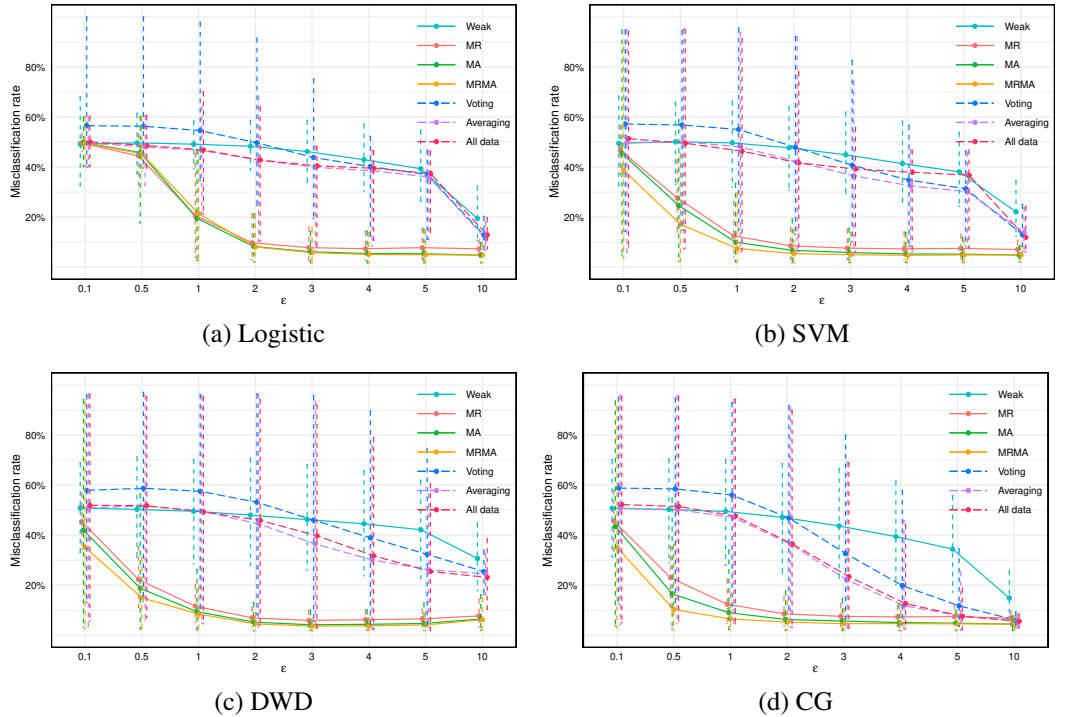 Misclassification rate
80%
60%
40%
20%
0.1 0.5 1 2 3 4 5 10
ε
Weak
MR
MA
MRMA
Voting
Averaging
All data
(a) Logistic
Misclassification rate
80%
60%
40%
20%
0.1 0.5 1 2 3 4 5 10
ε
Weak
MR
MA
MRMA
Voting
Averaging
All data
(b) SVM
Misclassification rate
80%
60%
40%
20%
0.1 0.5 1 2 3 4 5 10
ε
Weak
MR
MA
MRMA
Voting
Averaging
All data
(c) DWD
Misclassification rate
80%
60%
40%
20%
0.1 0.5 1 2 3 4 5 10
ε
Weak
MR
MA
MRMA
Voting
Averaging
All data
(d) CG